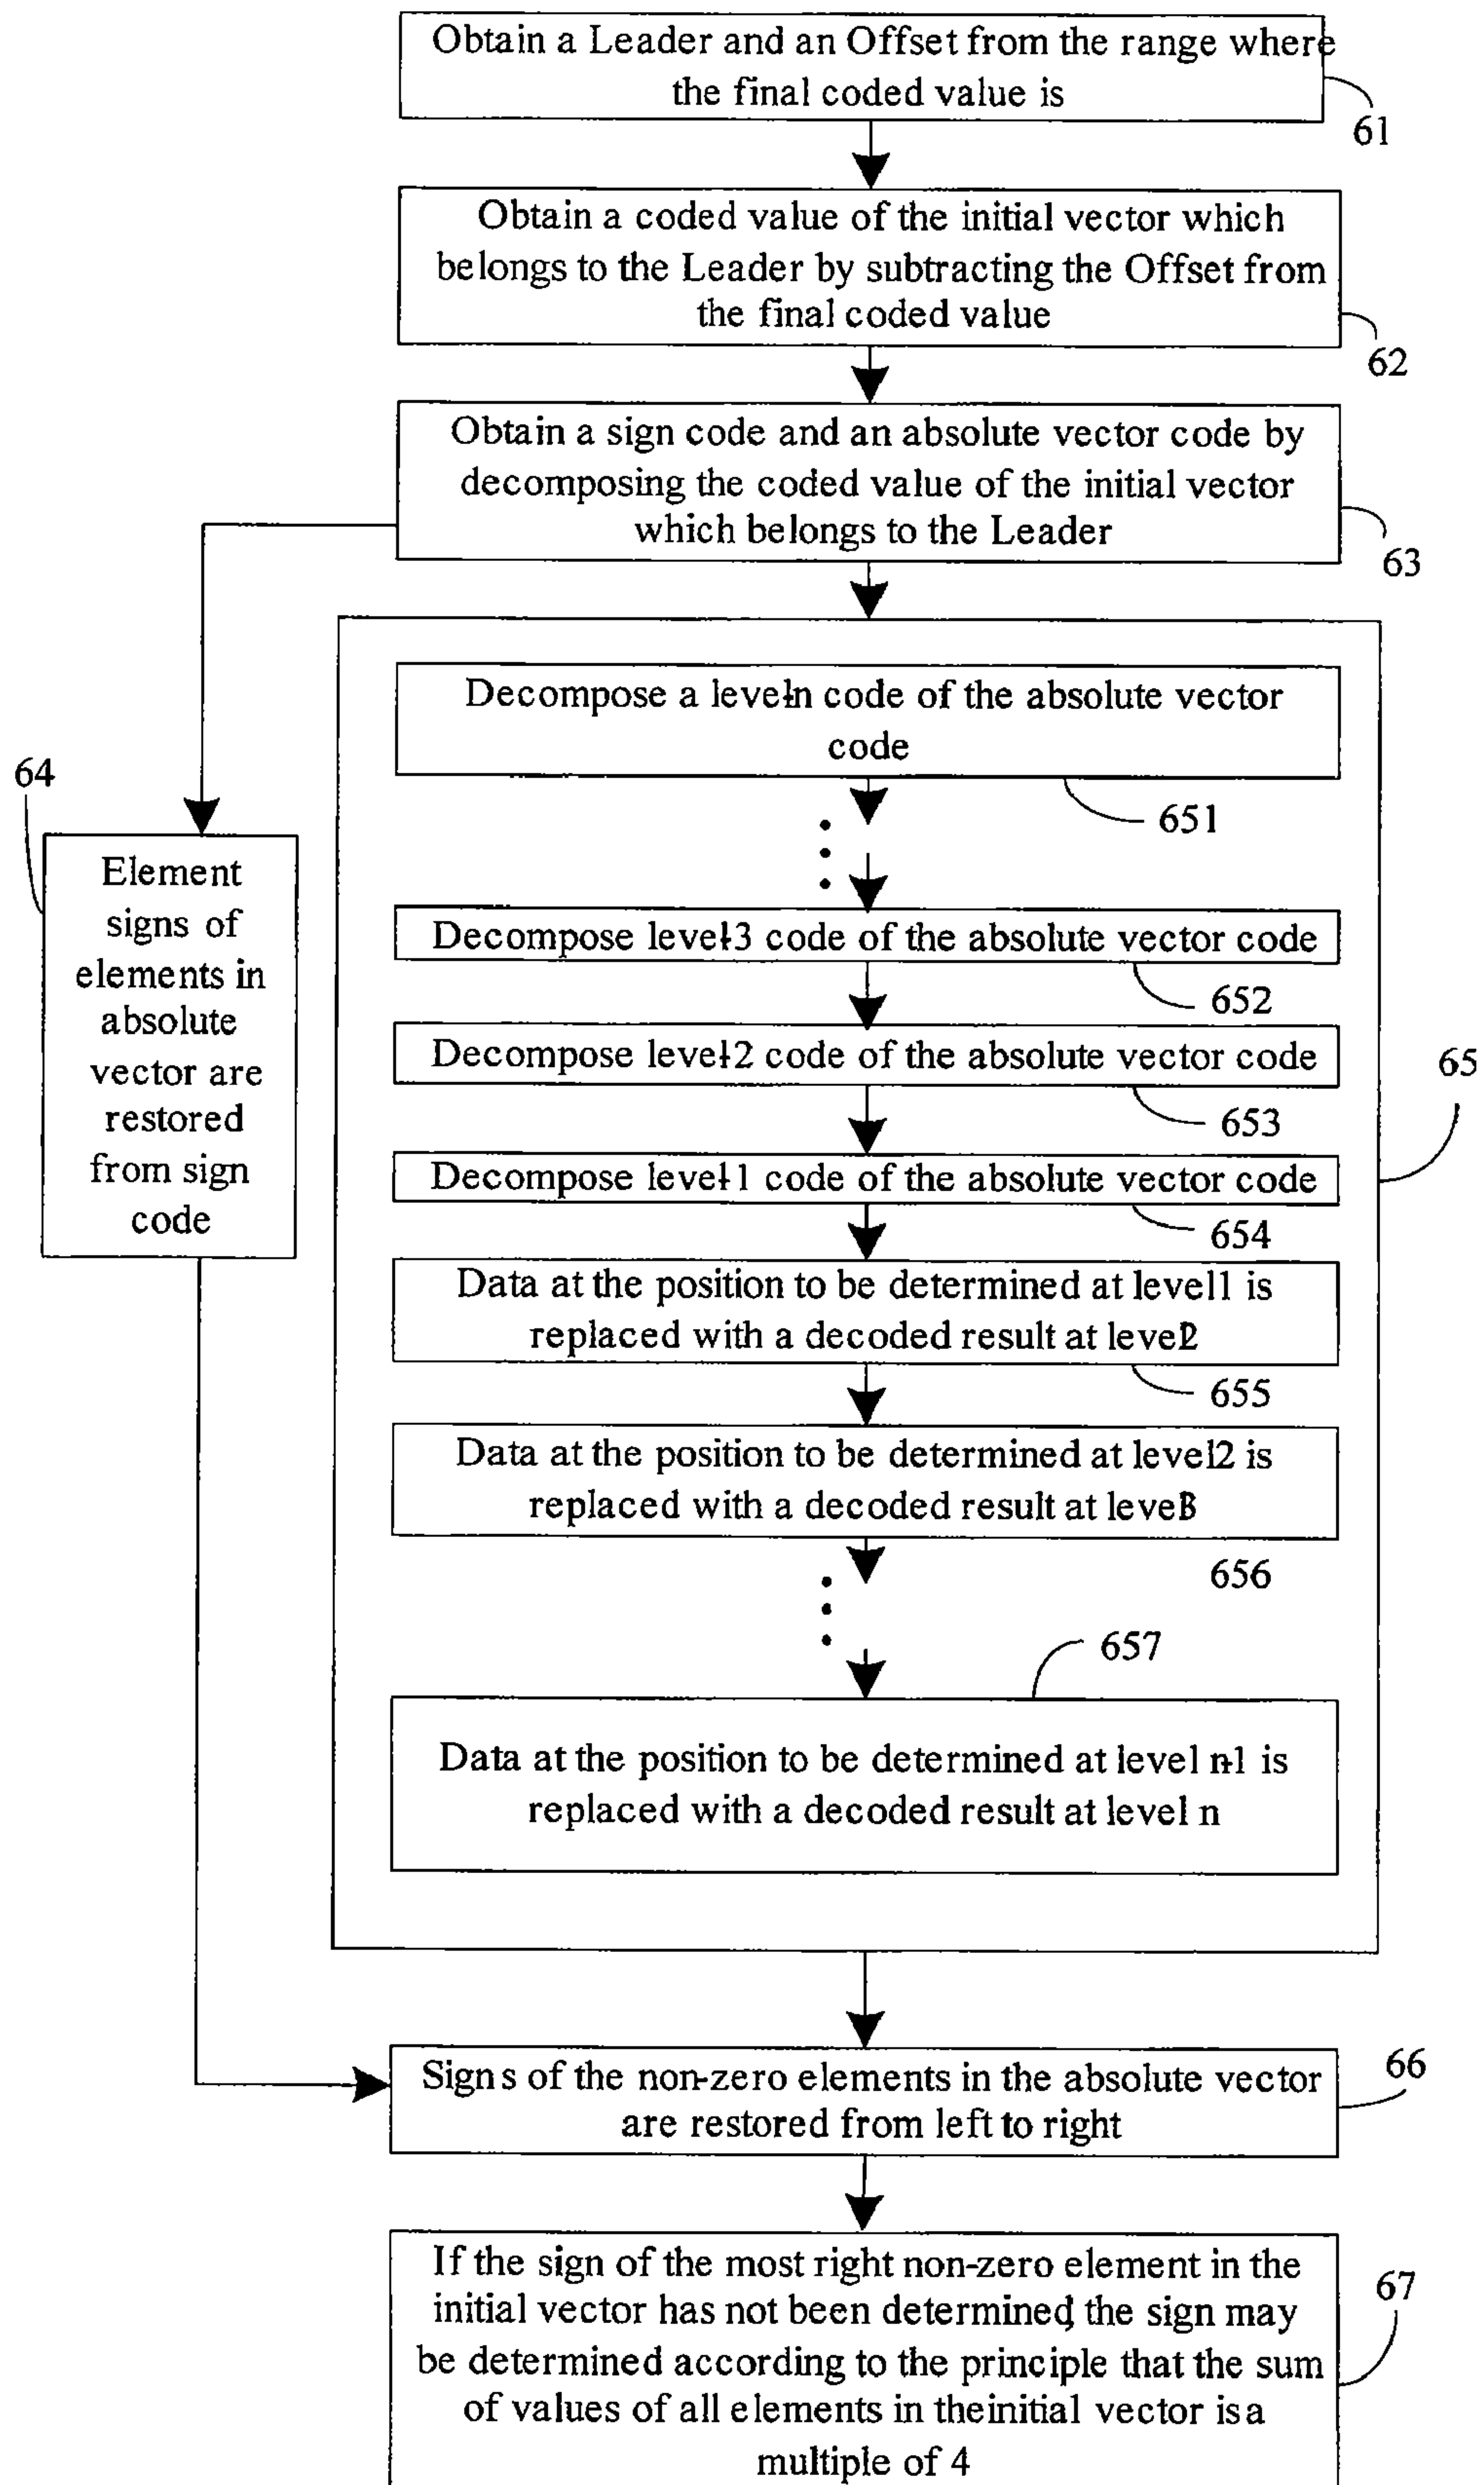 Obtain a Leader and an Offset from the range where
the final coded value is
61
Obtain a coded value of the initial vector which
belongs to the Leader by subtracting the Offset from
the final coded value
62
Obtain a sign code and an absolute vector code by
decomposing the coded value of the initial vector
which belongs to the Leader
63
Decompose a level-n code of the absolute vector
code
651
64
Element
signs of
elements in
absolute
vector are
restored
from sign
code
Decompose level-3 code of the absolute vector code
652
Decompose level-2 code of the absolute vector code
653
65
Decompose level-1 code of the absolute vector code
654
Data at the position to be determined at level 1 is
replaced with a decoded result at level 2
655
Data at the position to be determined at level 2 is
replaced with a decoded result at level 3
656
657
Data at the position to be determined at level n-1 is
replaced with a decoded result at level n
Signs of the non-zero elements in the absolute vector
are restored from left to right
66
If the sign of the most right non-zero element in the
initial vector has not been determined, the sign may
be determined according to the principle that the sum
of values of all elements in the initial vector is a
multiple of 4
67